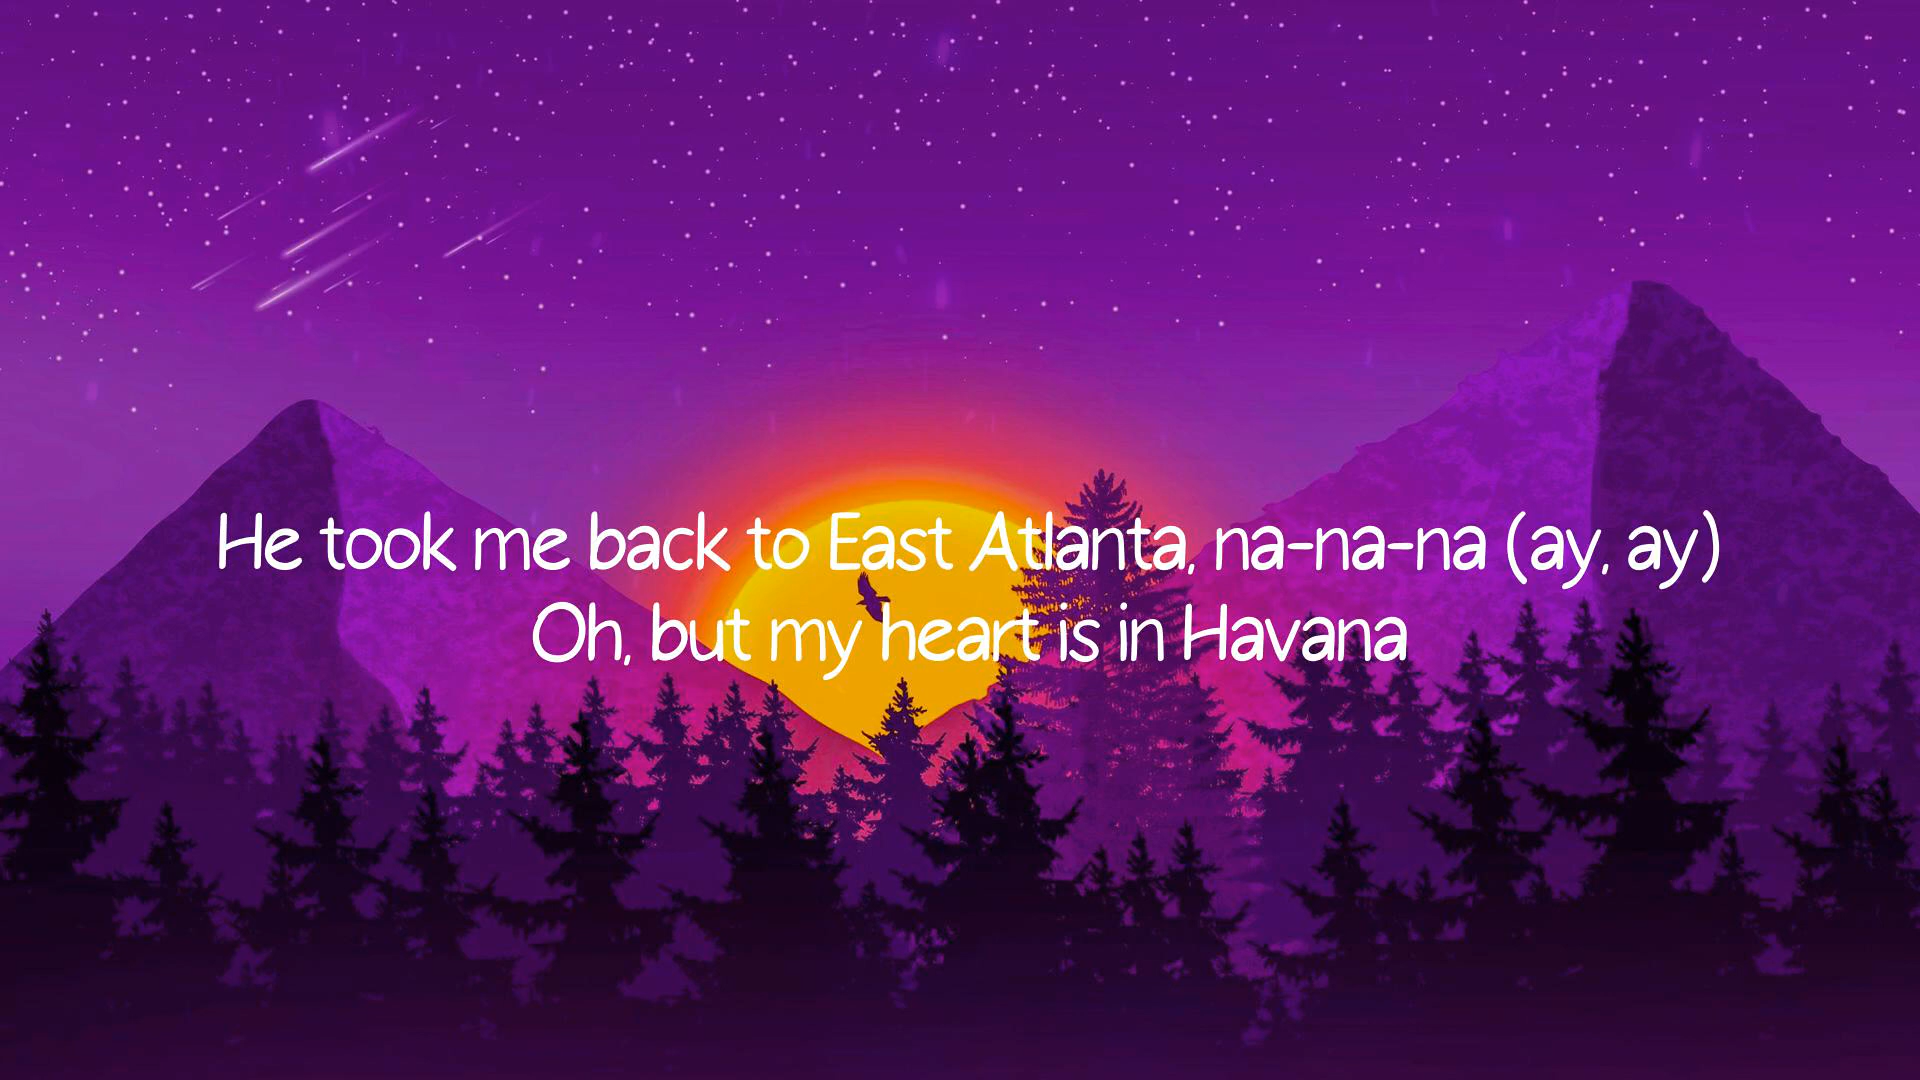 He took me back to East Atlanta, na-na-na (ay, ay)
Oh, but my heart is in Havana